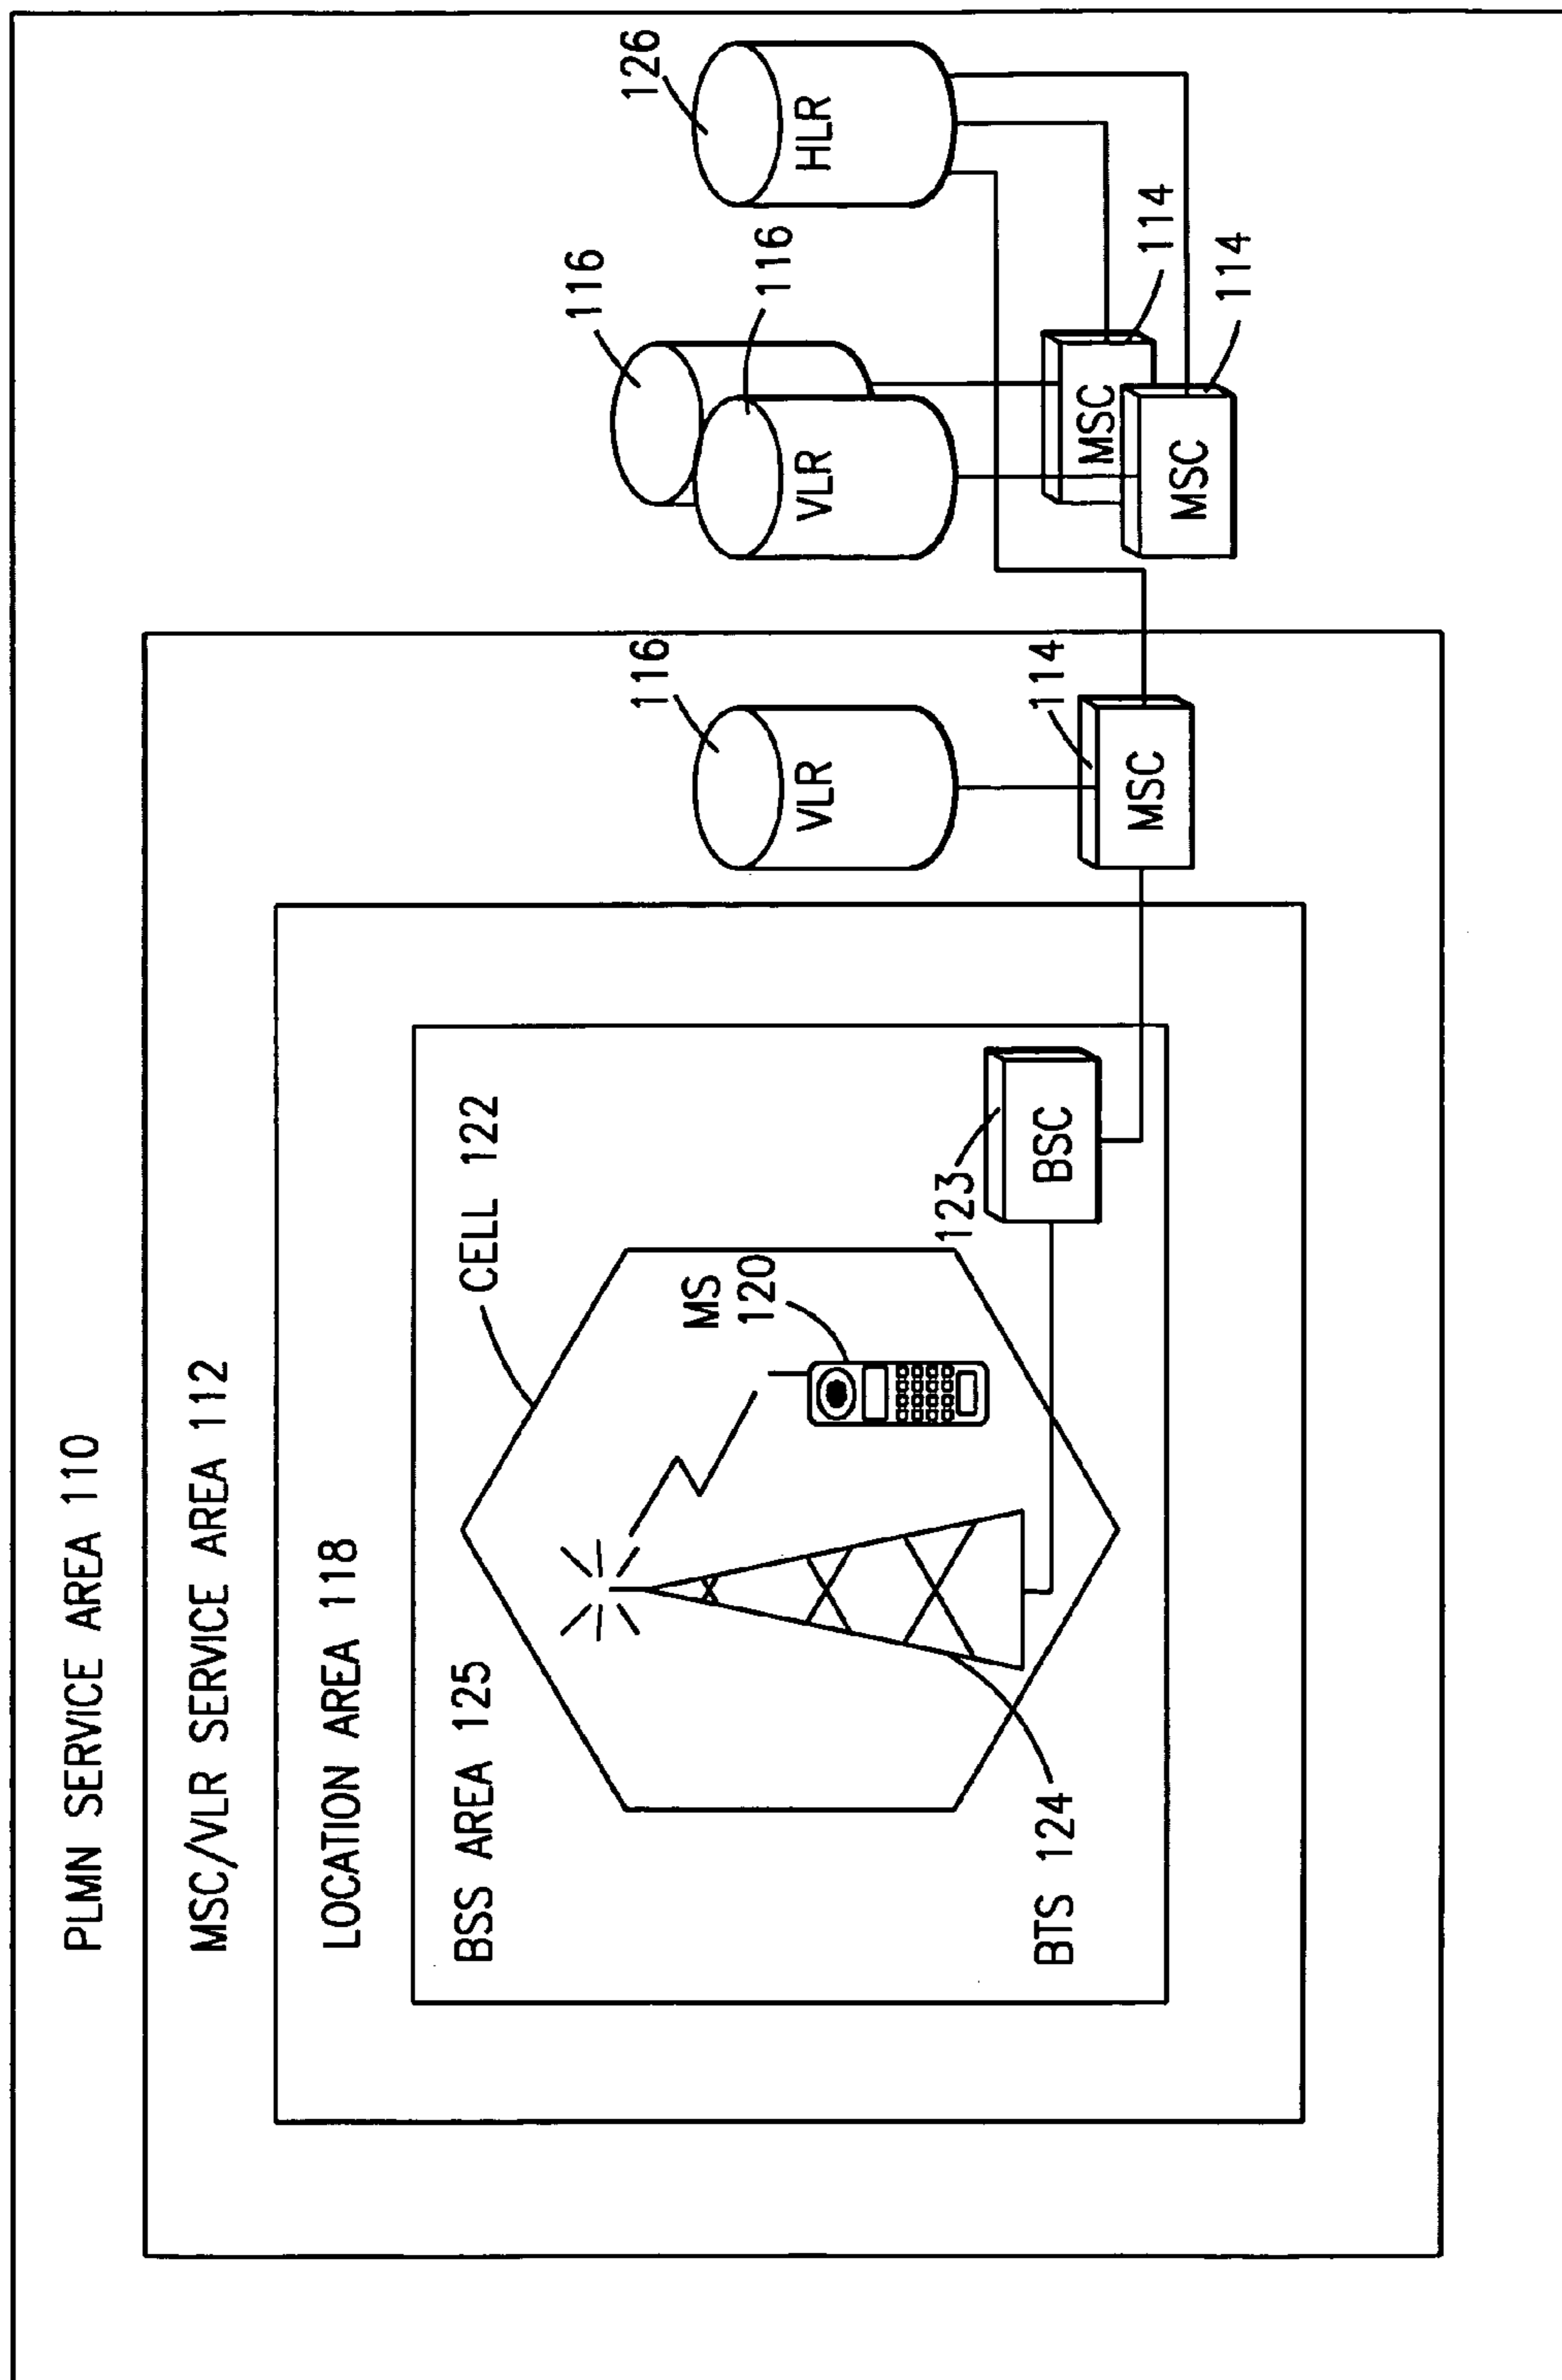 PLMN SERVICE AREA 110
MSC/VLR SERVICE AREA 112
LOCATION AREA 118
BSS AREA 125
CELL 122
MS
120
BTS 124
123
BSC
116
VLR
114
MSC
116
116
VLR
MSC
114
MSC
114
126
HLR